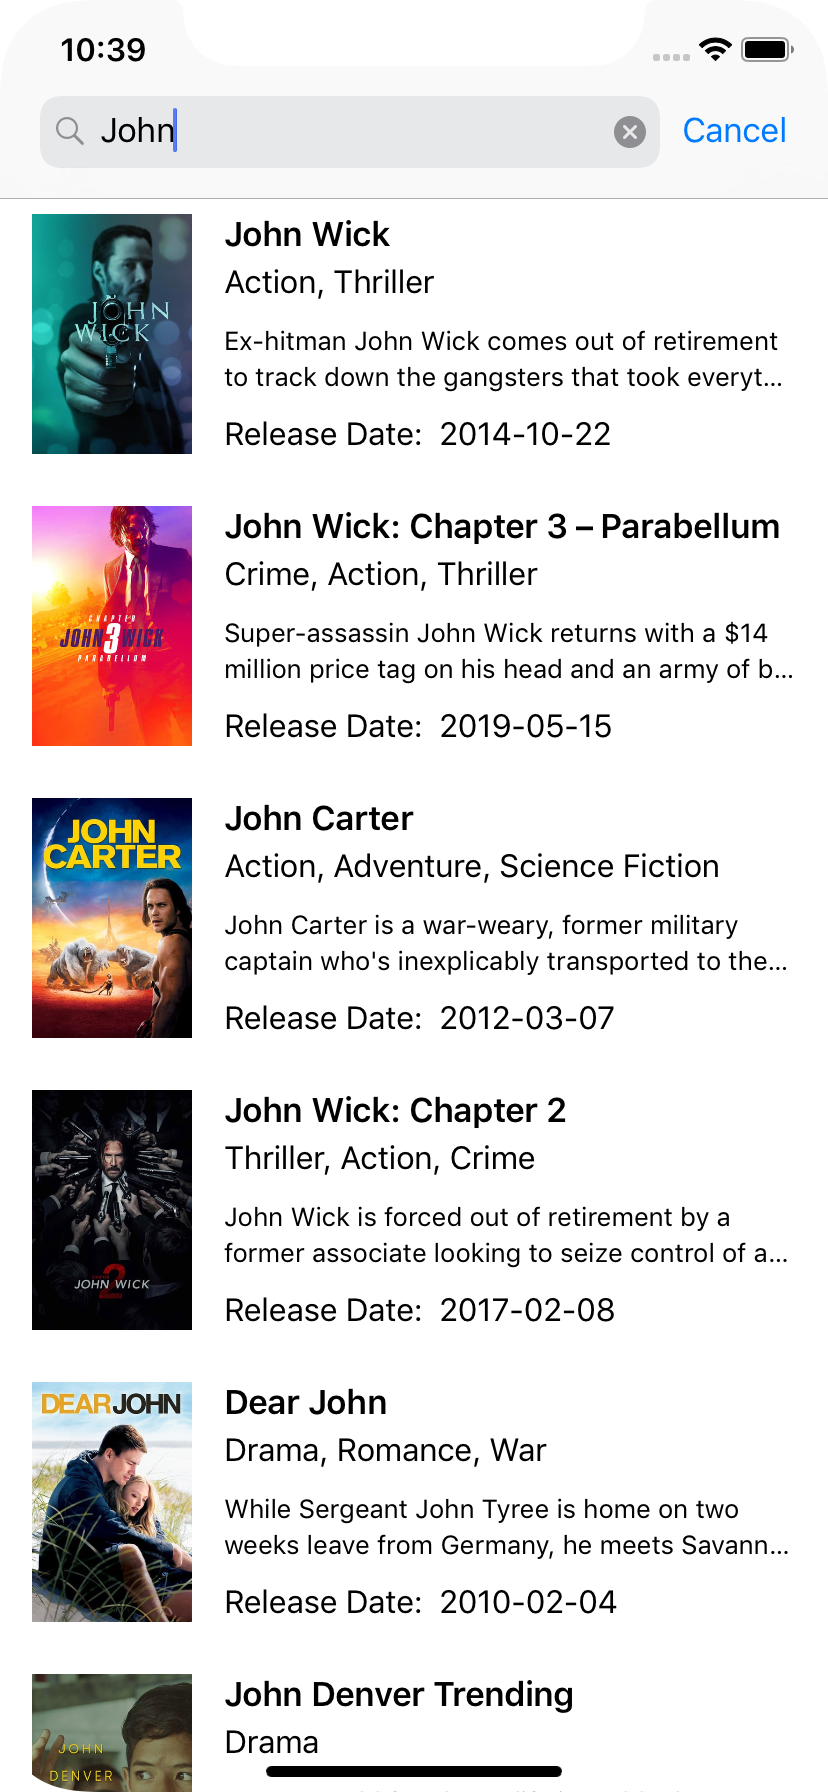 10:39
John
Cancel
JOHN
WICK
John Wick
Action, Thriller
Ex-hitman John Wick comes out of retirement
to track down the gangsters that took everyt...
Release Date: 2014-10-22
CHAPTER
JOHN 3 WICK
PARABELLUM
John Wick: Chapter 3 – Parabellum
Crime, Action, Thriller
Super-assassin John Wick returns with a $14
million price tag on his head and an army of b...
Release Date: 2019-05-15
JOHN
CARTER
John Carter
Action, Adventure, Science Fiction
John Carter is a war-weary, former military
captain who's inexplicably transported to the...
Release Date: 2012-03-07
2
JOHN WICK
John Wick: Chapter 2
Thriller, Action, Crime
John Wick is forced out of retirement by a
former associate looking to seize control of a...
Release Date: 2017-02-08
DEAR JOHN
Dear John
Drama, Romance, War
While Sergeant John Tyree is home on two
weeks leave from Germany, he meets Savann...
Release Date: 2010-02-04
JOHN
DENVER
John Denver Trending
Drama